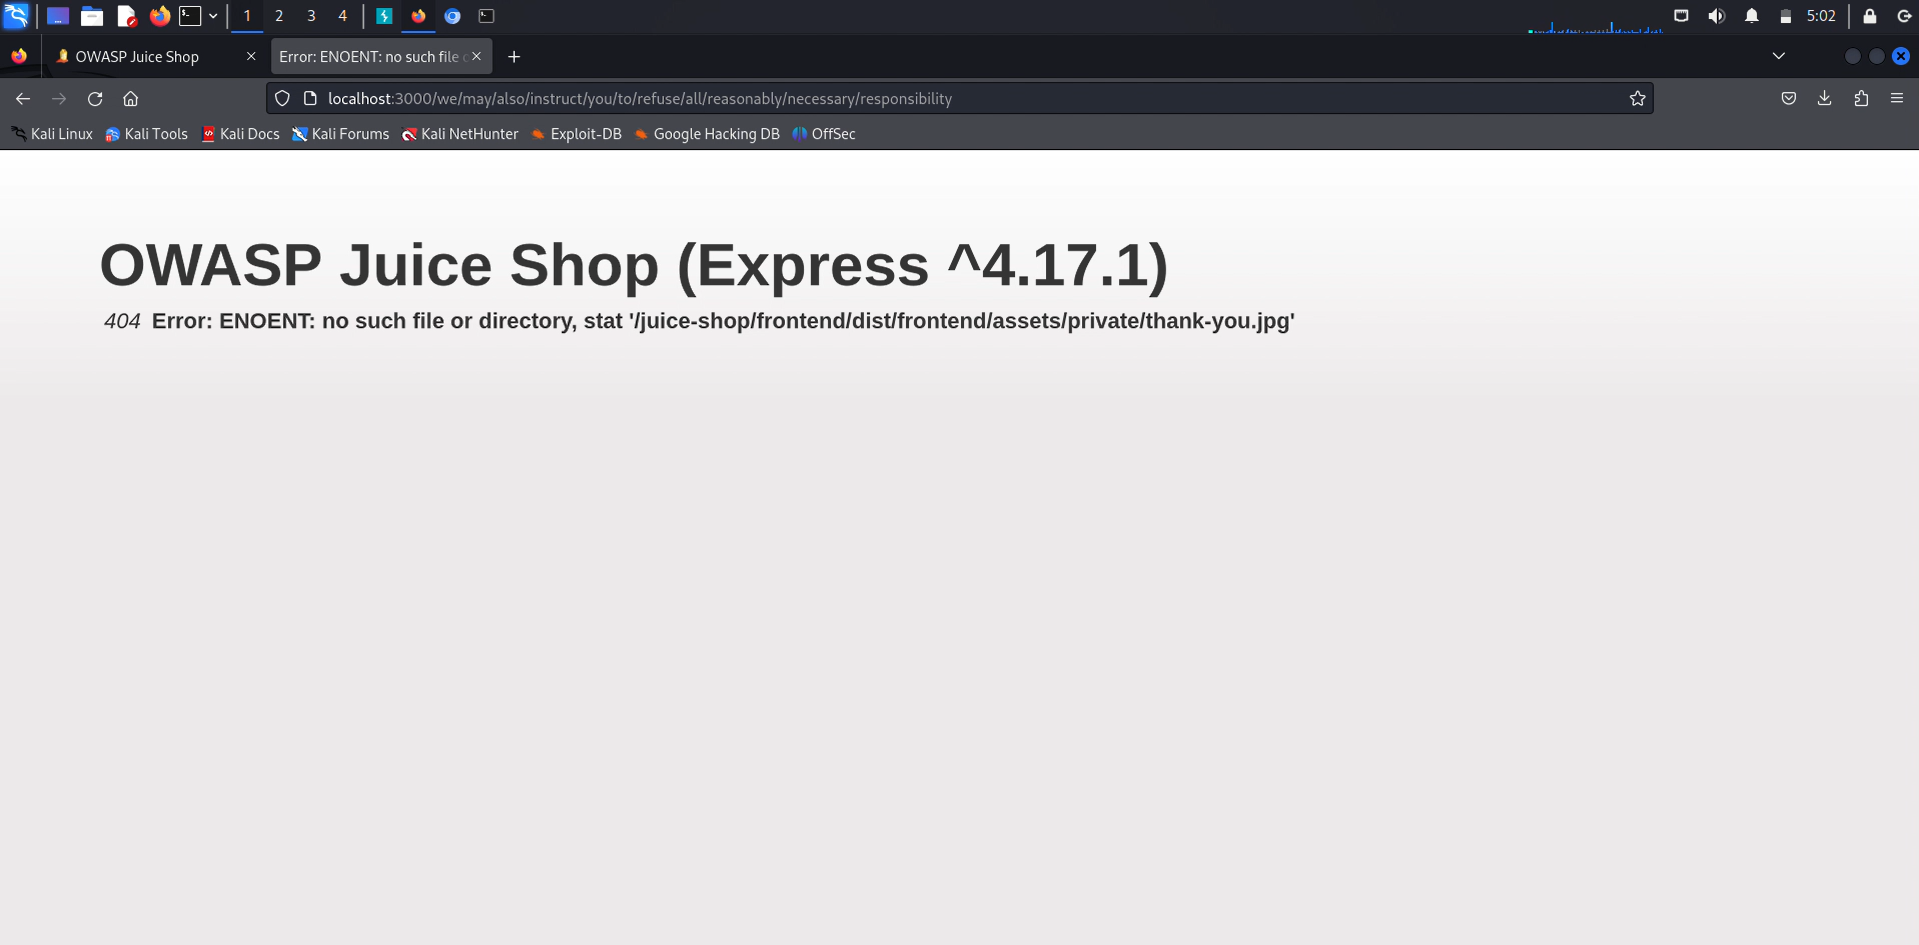 1 2 3 4 5:02
OWASP Juice Shop Error: ENOENT: no such file
localhost:3000/we/may/also/instruct/you/to/refuse/all/reasonably/necessary/responsibility
Kali Linux Kali Tools Kali Docs Kali Forums Kali NetHunter Exploit-DB Google Hacking DB OffSec
OWASP Juice Shop (Express ^4.17.1)
404 Error: ENOENT: no such file or directory, stat '/juice-shop/frontend/dist/frontend/assets/private/thank-you.jpg'